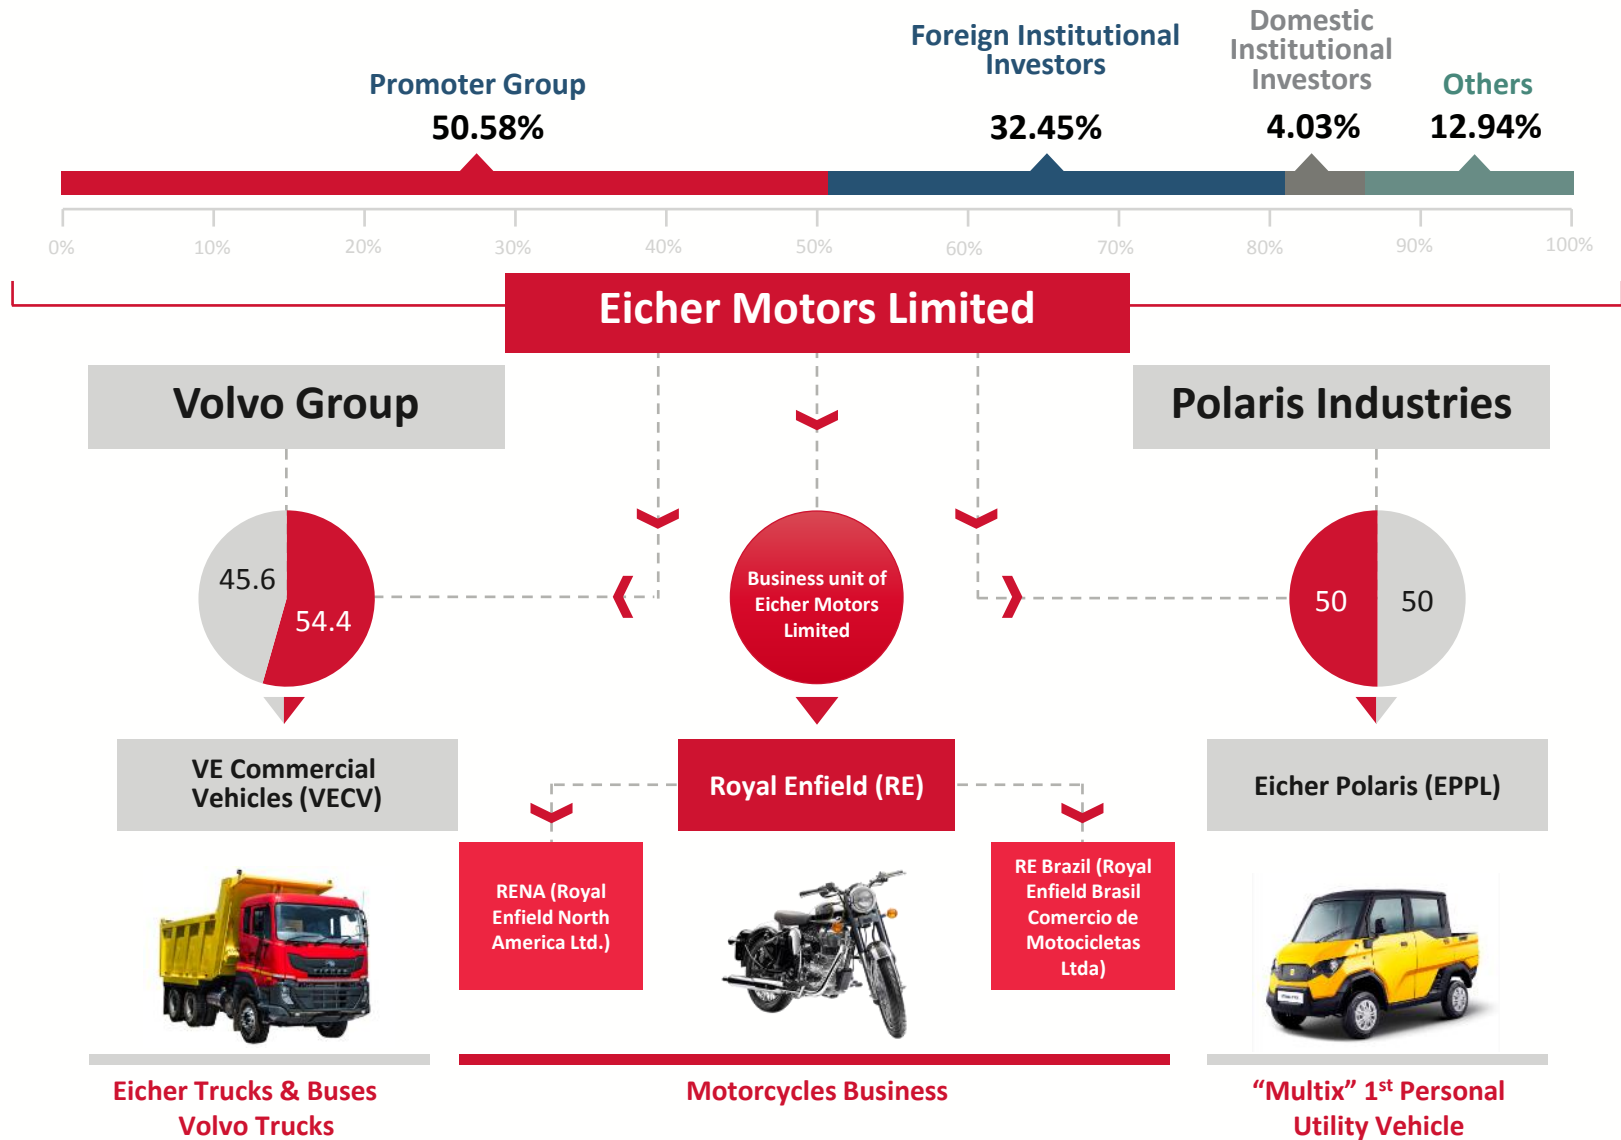 Promoter Group
50.58%
Foreign Institutional
Investors
32.45%
Domestic
Institutional
Investors
4.03%
Others
12.94%
0%
10%
20%
30%
40%
50%
60%
70%
80%
90%
100%
Eicher Motors Limited
Volvo Group
Polaris Industries
45.6
54.4
Business unit of
Eicher Motors
Limited
50
50
VE Commercial
Vehicles (VECV)
Royal Enfield (RE)
Eicher Polaris (EPPL)
RENA (Royal
Enfield North
America Ltd.)
RE Brazil (Royal
Enfield Brasil
Comercio de
Motocicletas
Ltda)
EICHER
Eicher Trucks & Buses
Volvo Trucks
Motorcycles Business
“Multix” 1st Personal
Utility Vehicle